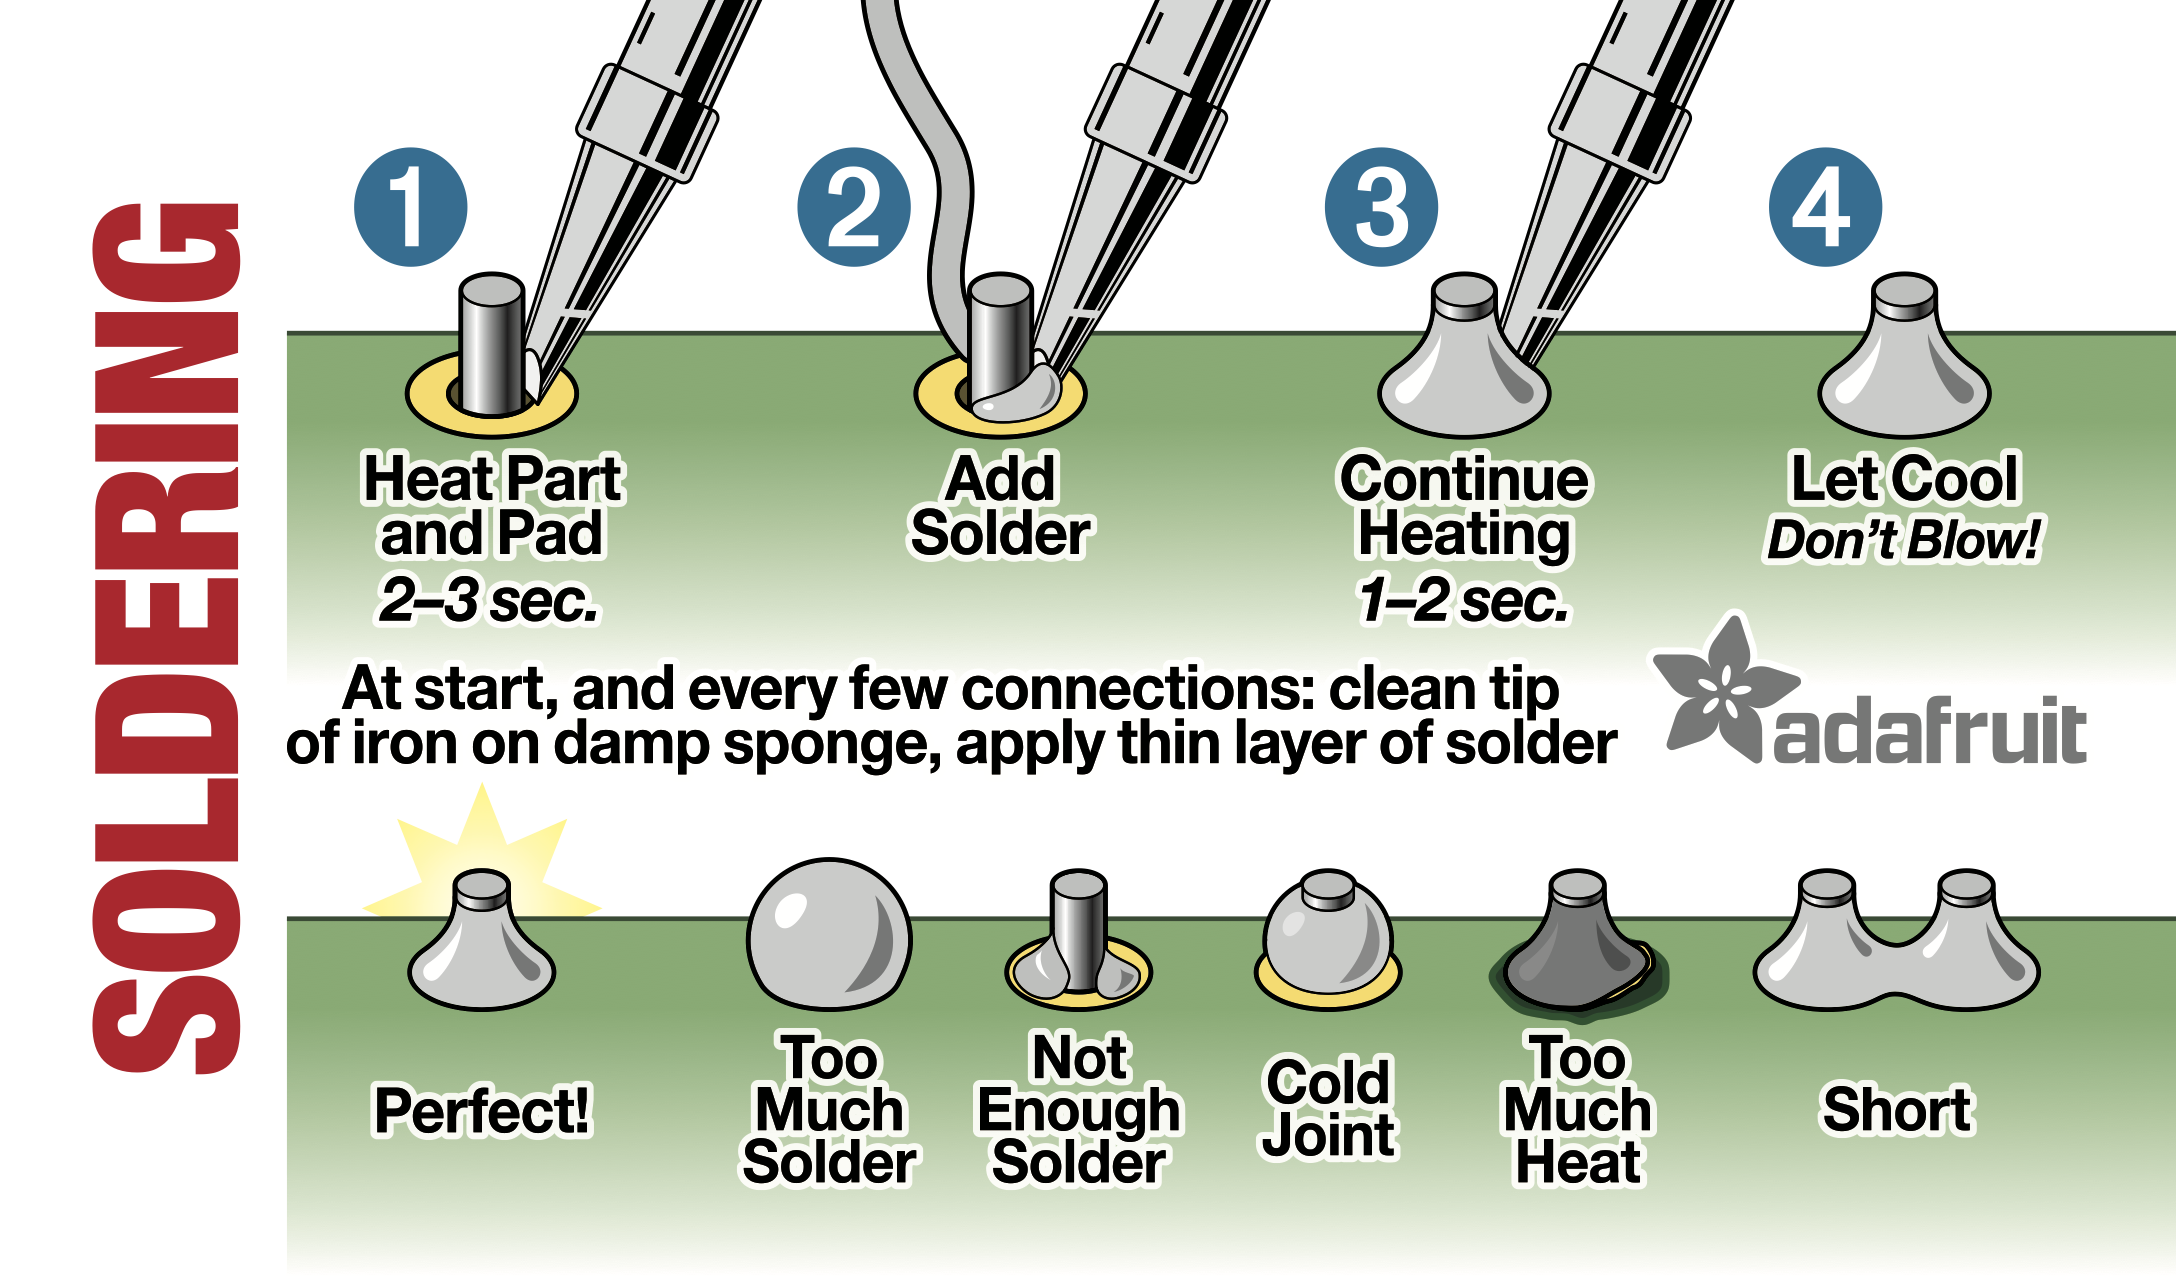 SOLDERING
1
Heat Part
and Pad
2–3 sec.
2
Add
Solder
3
Continue
Heating
1–2 sec.
4
Let Cool
Don’t Blow!
At start, and every few connections: clean tip
of iron on damp sponge, apply thin layer of solder
adafruit
Perfect!
Too
Much
Solder
Not
Enough
Solder
Cold
Joint
Too
Much
Heat
Short